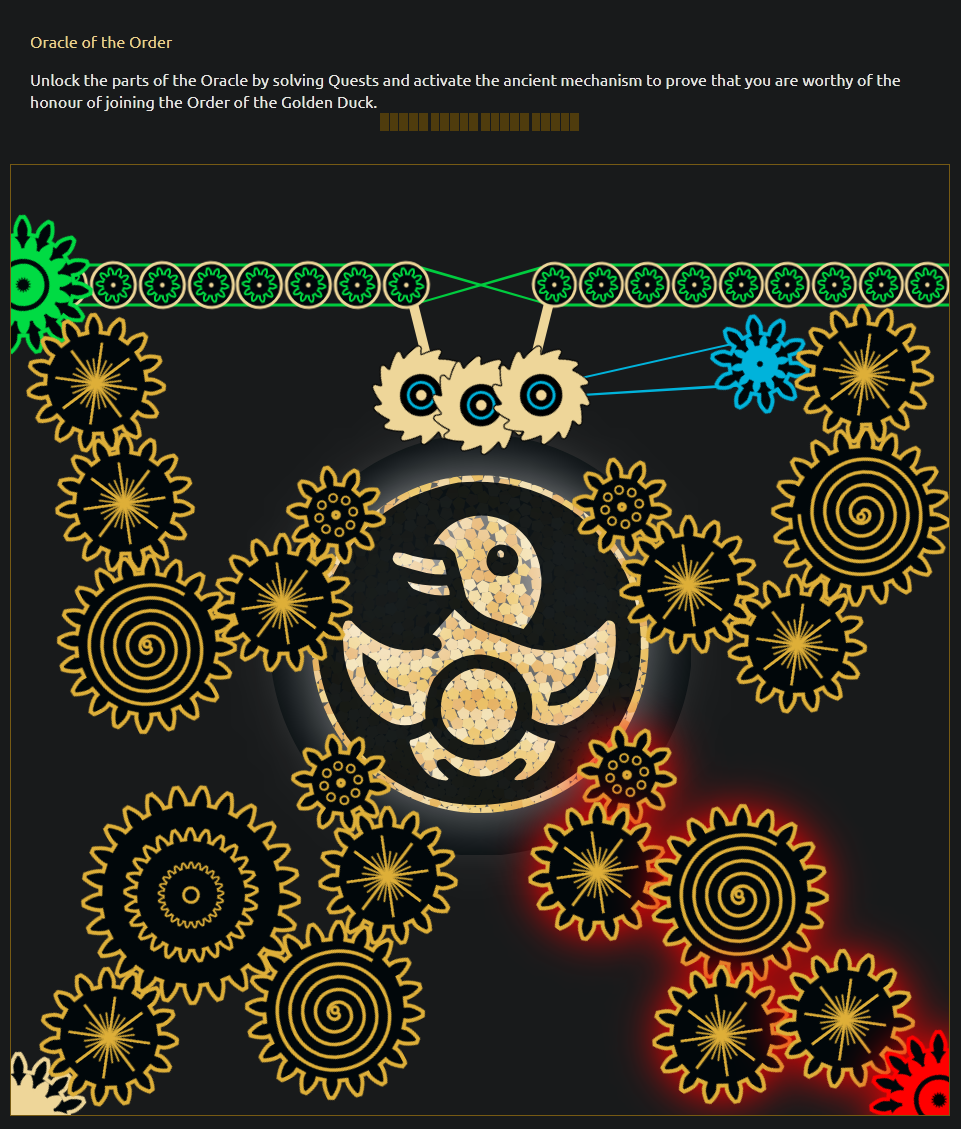 Oracle of the Order
Unlock the parts of the Oracle by solving Quests and activate the ancient mechanism to prove that you are worthy of the
honour of joining the Order of the Golden Duck.